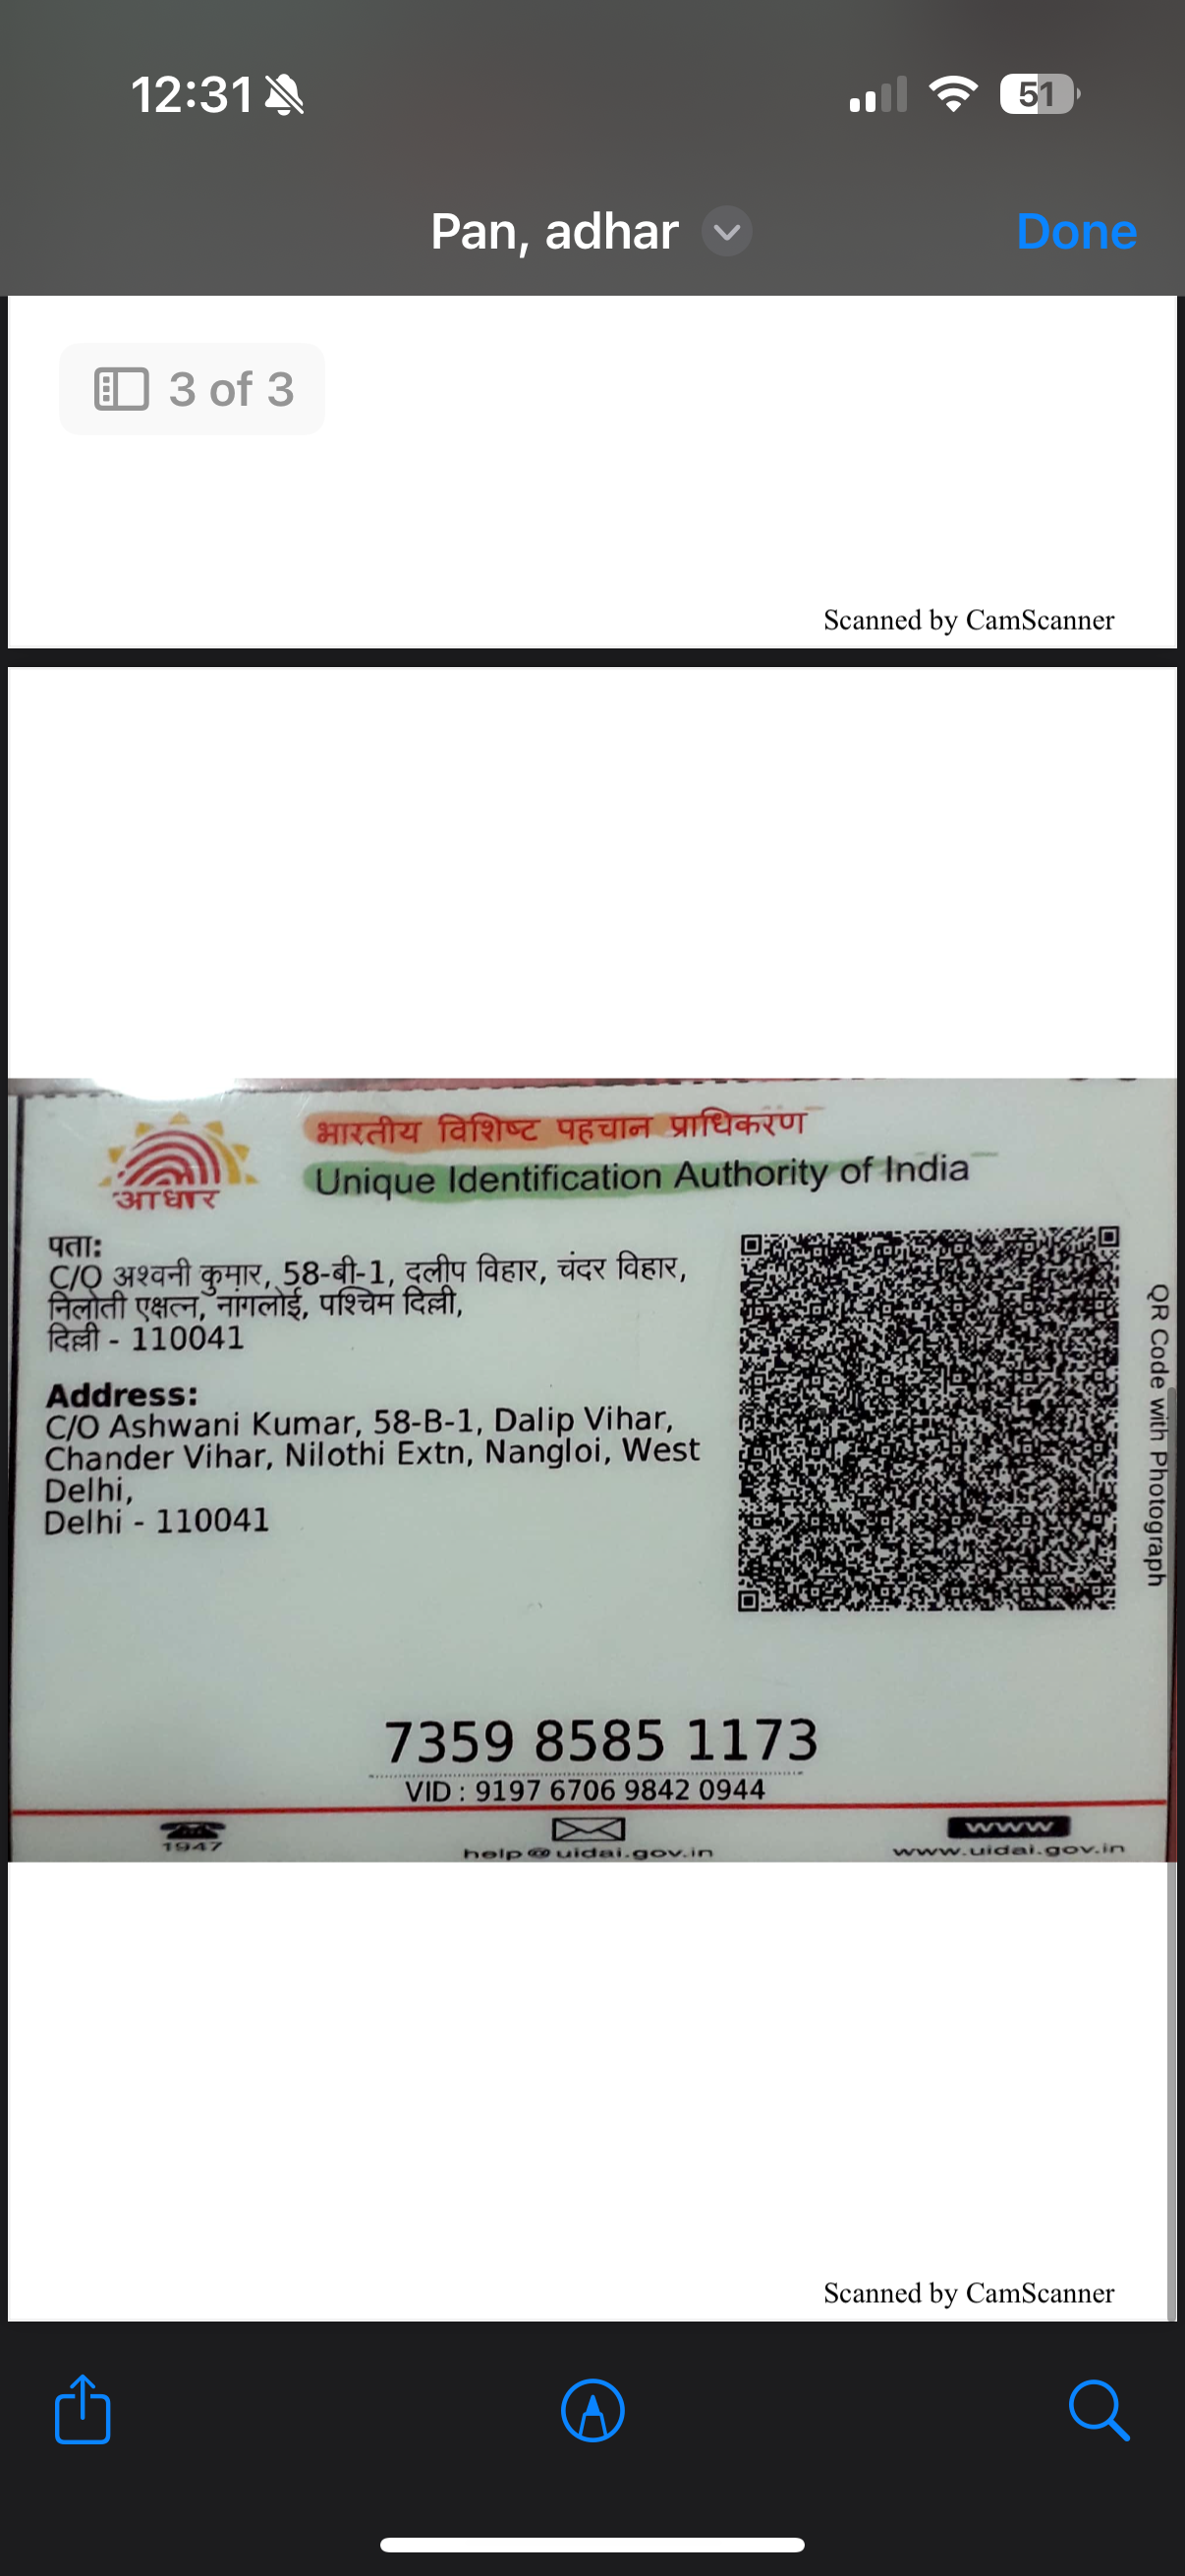 12:31
51
Pan, adhar
Done
3 of 3
Scanned by CamScanner
आधार
भारतीय विशिष्ट पहचान प्राधिकरण
Unique Identification Authority of India
पता:
C/O अश्वनी कुमार, 58-बी-1, दलीप विहार, चंदर विहार,
निलोती एक्षत्न, नांगलोई, पश्चिम दिल्ली,
दिल्ली - 110041
Address:
C/O Ashwani Kumar, 58-B-1, Dalip Vihar,
Chander Vihar, Nilothi Extn, Nangloi, West
Delhi,
Delhi - 110041
QR Code with Photograph
7359 8585 1173
VID : 9197 6706 9842 0944
1947
help@uidai.gov.in
www
www.uidai.gov.in
Scanned by CamScanner